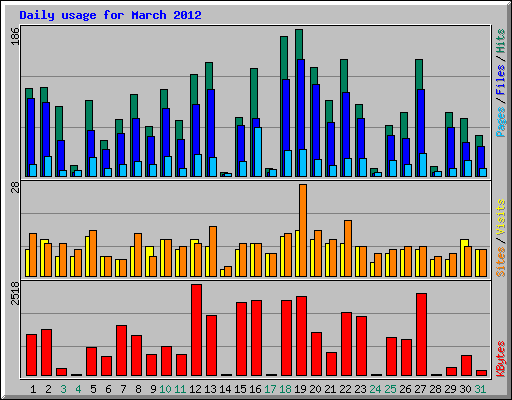 Daily usage for March 2012
186
Pages / Files / Hits
28
Sites / Visits
2518
KBytes
1 2 3 4 5 6 7 8 9 10 11 12 13 14 15 16 17 18 19 20 21 22 23 24 25 26 27 28 29 30 31